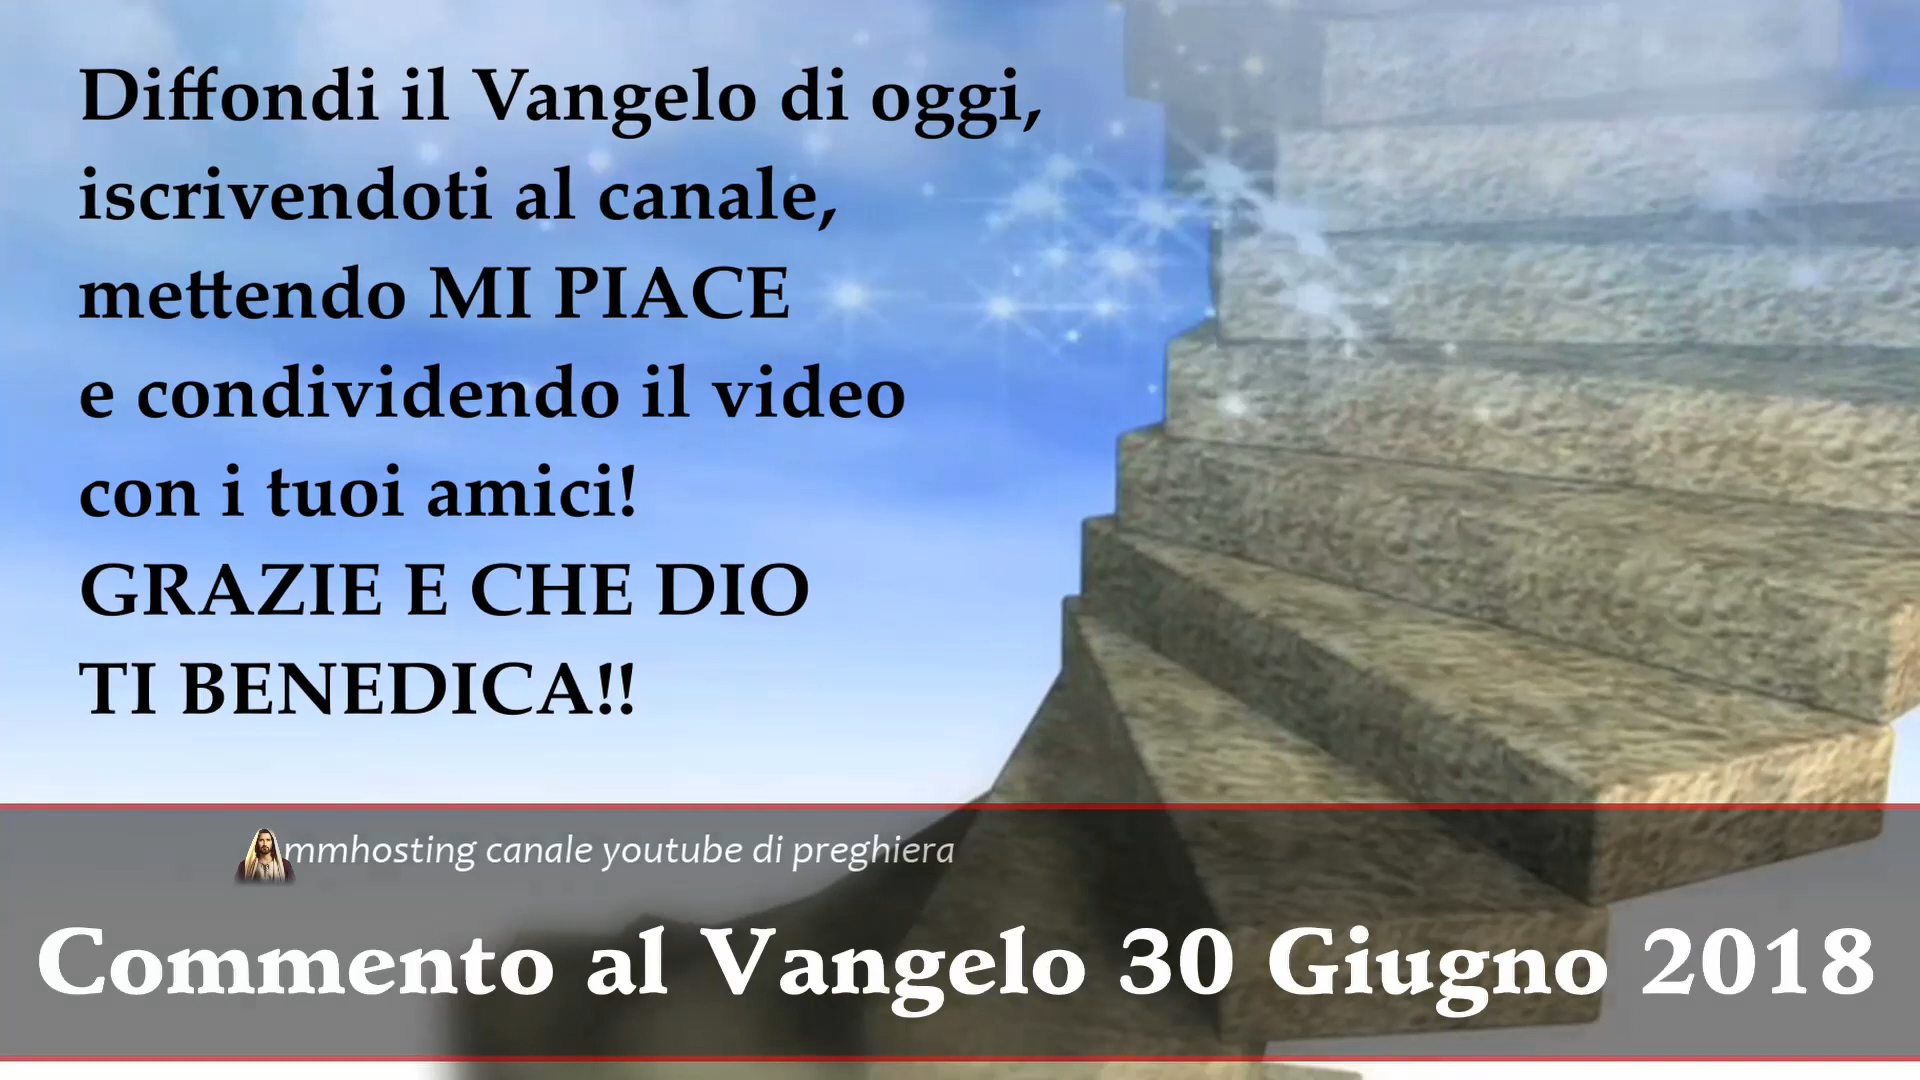 Diffondi il Vangelo di oggi,
iscrivendoti al canale,
mettendo MI PIACE
e condividendo il video
con i tuoi amici!
GRAZIE E CHE DIO
TI BENEDICA!!
mmhosting canale youtube di preghiera
Commento al Vangelo 30 Giugno 2018